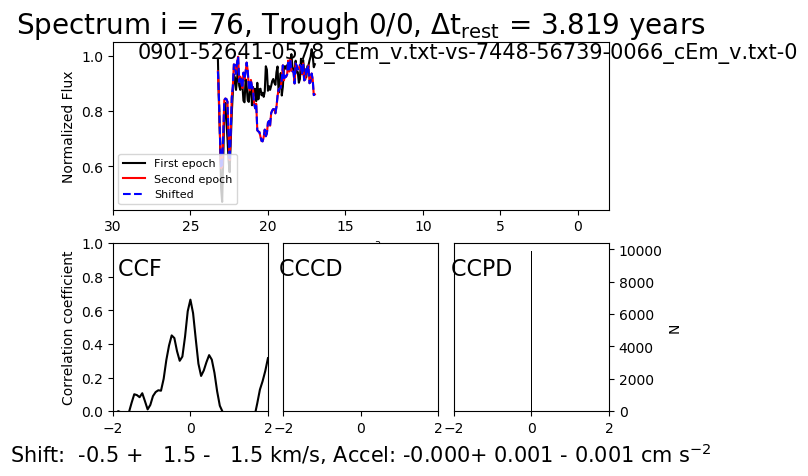 Spectrum i = 76, Trough 0/0, Δt_rest = 3.819 years
0901-52641-0578_cEm_v.txt-vs-7448-56739-0066_cEm_v.txt-0
Normalized Flux
1.0
0.8
0.6
First epoch
Second epoch
Shifted
30 25 20 15 10 5 0
Correlation coefficient
1.0
0.8
0.6
0.4
0.2
0.0
CCF
−2 0 2
CCCD
−2 0 2
CCPD
−2 0 2
10000
8000
6000
4000
2000
0
N
Shift: -0.5 + 1.5 - 1.5 km/s, Accel: -0.000+ 0.001 - 0.001 cm s⁻²